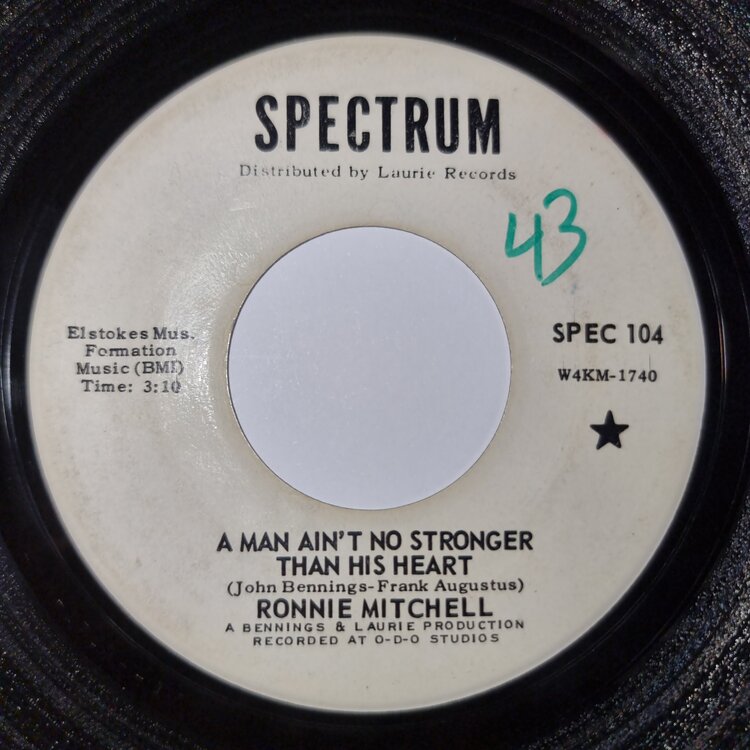 SPECTRUM
Distributed by Laurie Records
43
Elstokes Mus.
Formation
Music (BMI)
Time: 3:10
SPEC 104
W4KM-1740
A MAN AIN'T NO STRONGER
THAN HIS HEART
(John Bennings-Frank Augustus)
RONNIE MITCHELL
A BENNINGS & LAURIE PRODUCTION
RECORDED AT O-D-O STUDIOS